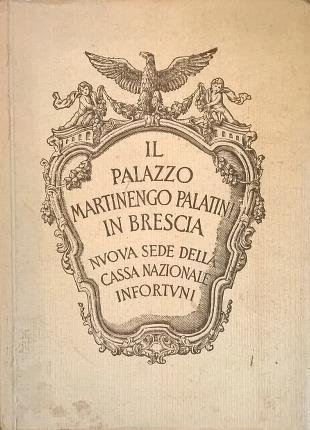 IL
PALAZZO
MARTINENGO PALATINI
IN BRESCIA
NVOVA SEDE DELLA
CASSA NAZIONALE
INFORTVNI